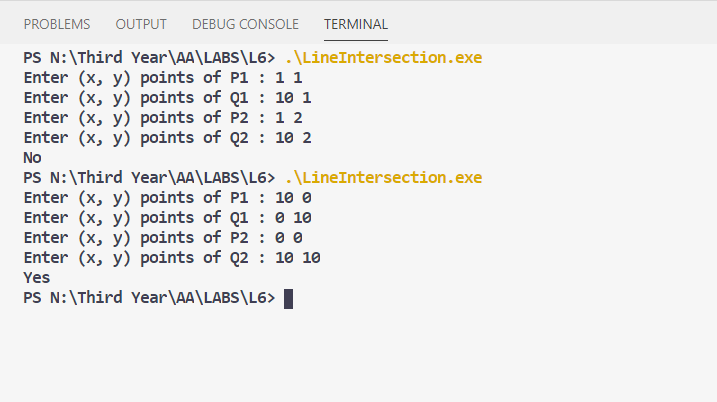 PROBLEMS OUTPUT DEBUG CONSOLE TERMINAL
PS N:\Third Year\AA\LABS\L6> .\LineIntersection.exe
Enter (x, y) points of P1 : 1 1
Enter (x, y) points of Q1 : 10 1
Enter (x, y) points of P2 : 1 2
Enter (x, y) points of Q2 : 10 2
No
PS N:\Third Year\AA\LABS\L6> .\LineIntersection.exe
Enter (x, y) points of P1 : 10 0
Enter (x, y) points of Q1 : 0 10
Enter (x, y) points of P2 : 0 0
Enter (x, y) points of Q2 : 10 10
Yes
PS N:\Third Year\AA\LABS\L6>